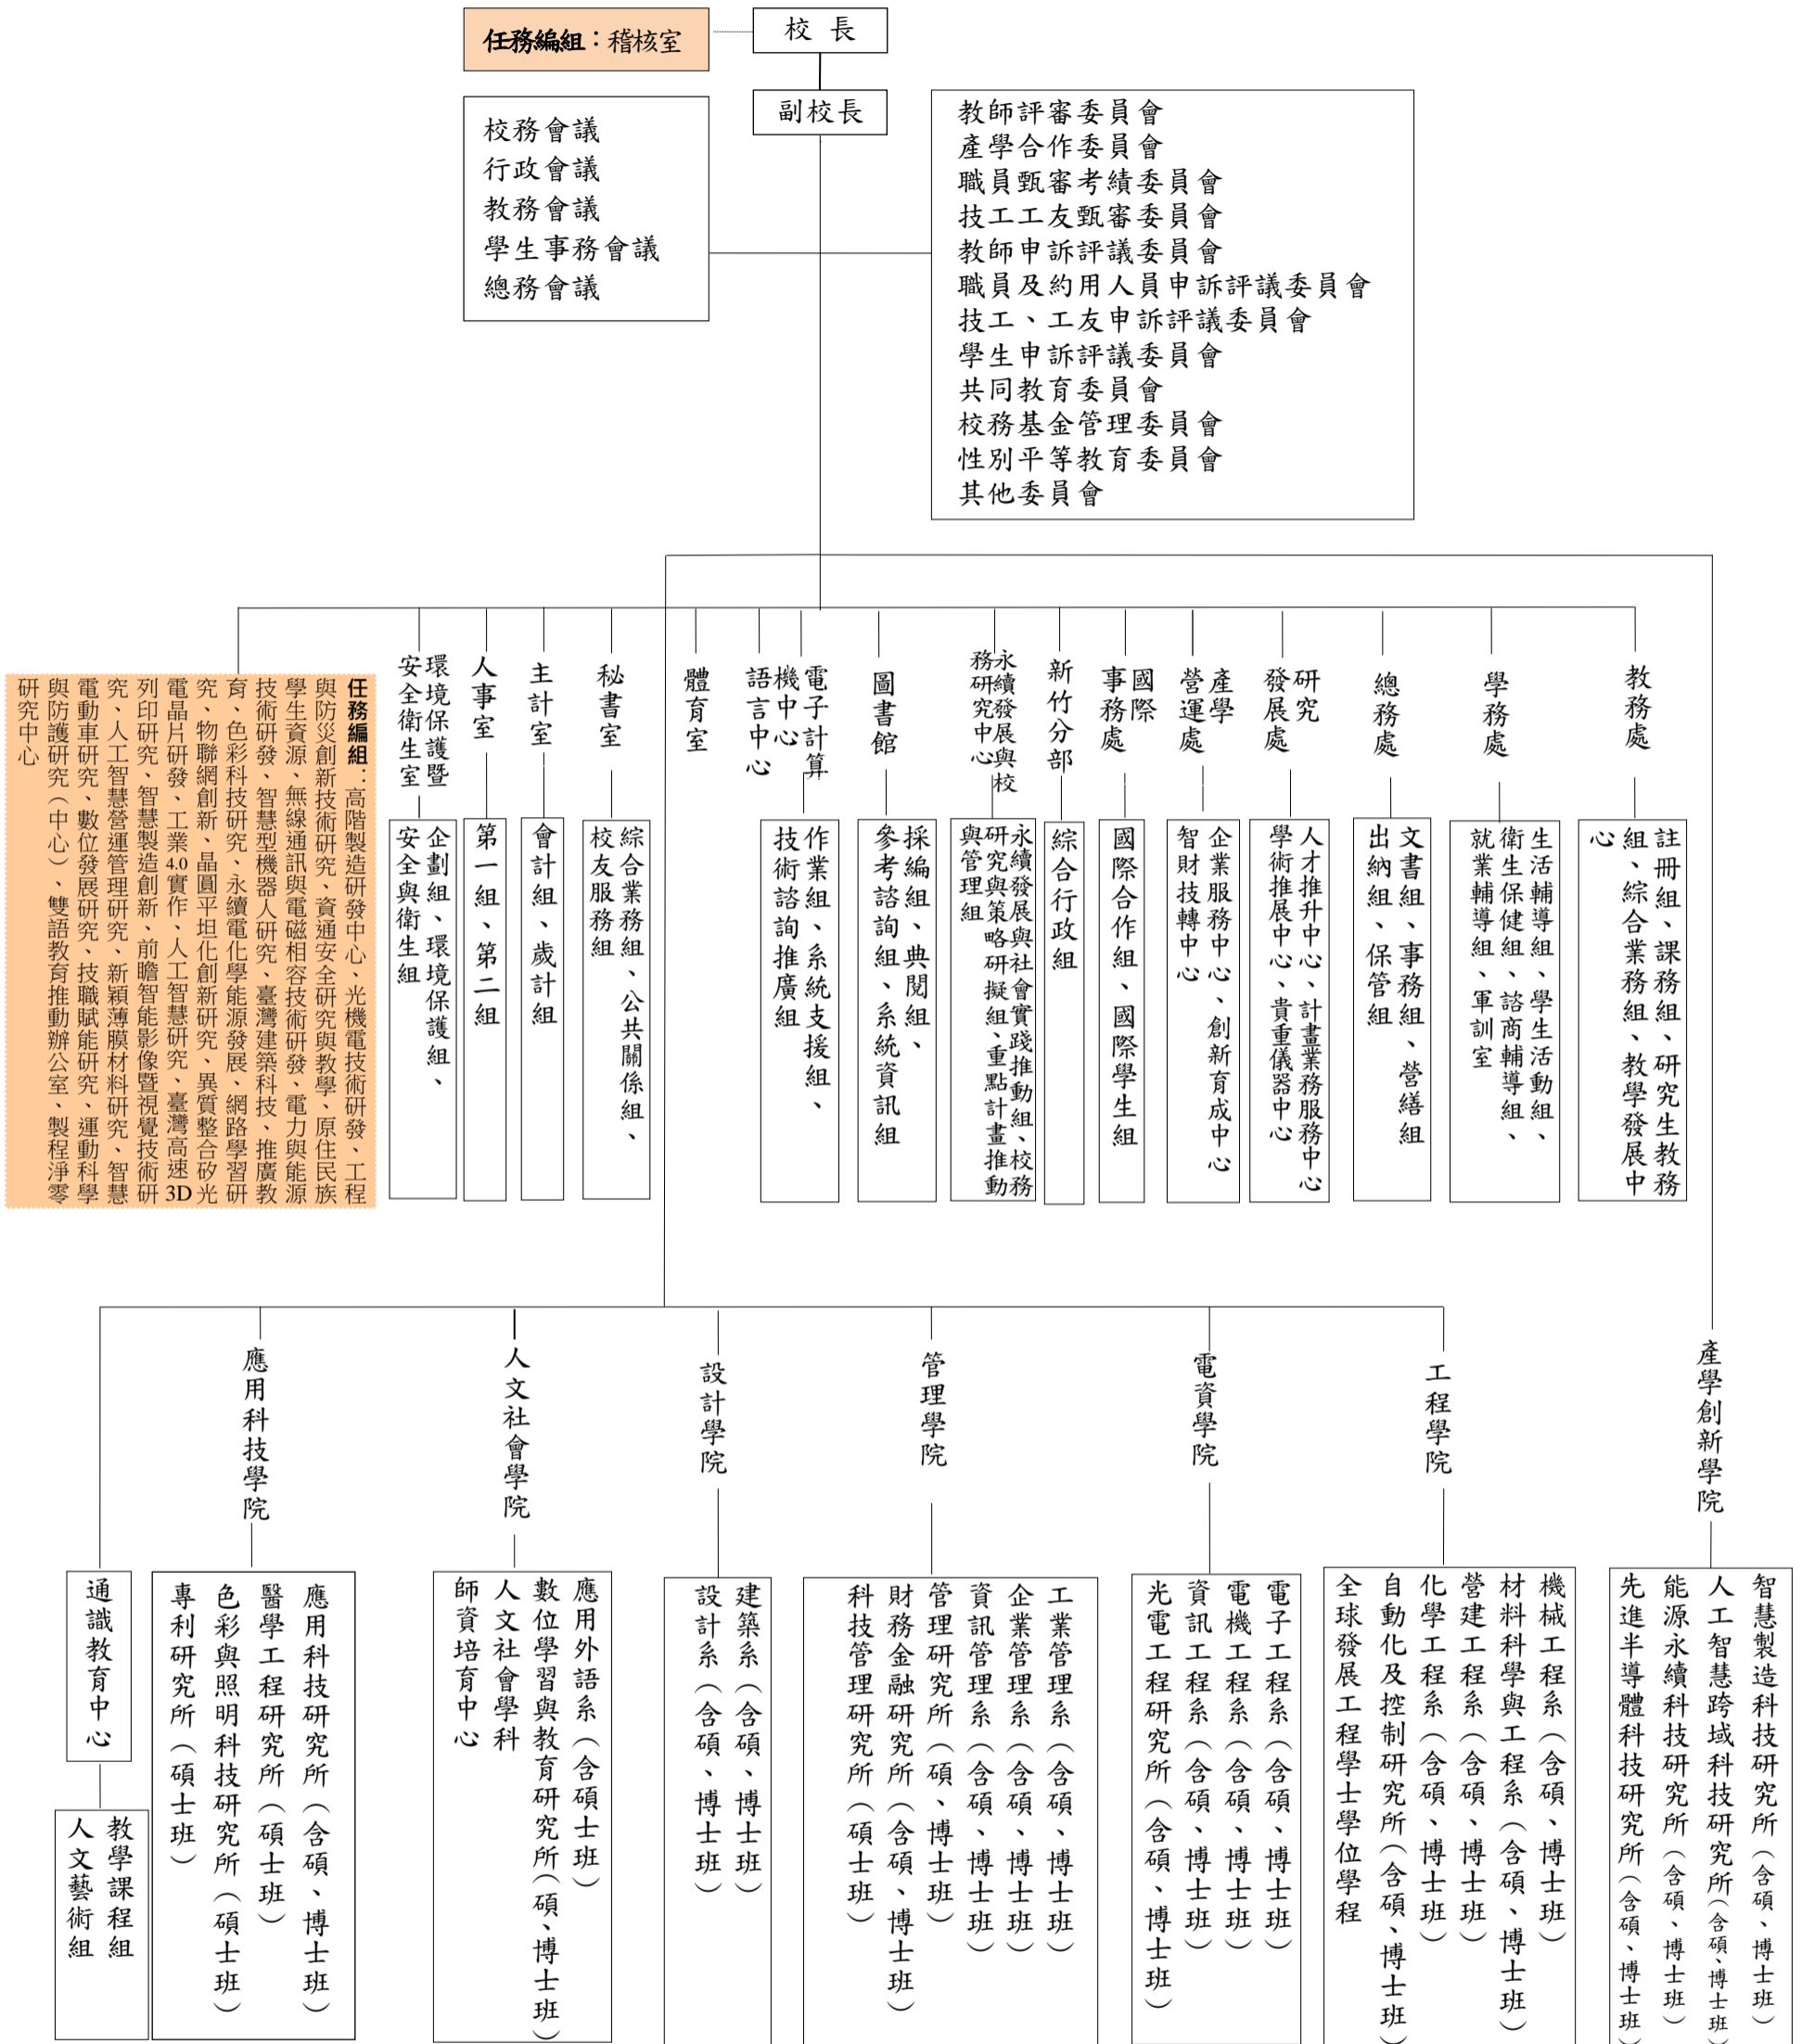 任務編組：稽核室
校 長
副校長
校務會議
行政會議
教務會議
學生事務會議
總務會議
教師評審委員會
產學合作委員會
職員甄審考績委員會
技工工友甄審委員會
教師申訴評議委員會
職員及約用人員申訴評議委員會
技工、工友申訴評議委員會
學生申訴評議委員會
共同教育委員會
校務基金管理委員會
性別平等教育委員會
其他委員會
教務處
註冊組、課務組、研究生教務
組、綜合業務組、教學發展中
心
學務處
生活輔導組、學生活動組、
衛生保健組、諮商輔導組、
就業輔導組、軍訓室
總務處
文書組、事務組、營繕組
出納組、保管組
研究
發展處
人才推升中心、計畫業務服務中心
學術推展中心、貴重儀器中心
產學
營運處
企業服務中心、創新育成中心
智財技轉中心
國際
事務處
國際合作組、國際學生組
新竹分部
綜合行政組
永續發展與校
務研究中心
永續發展與社會實踐推動組、校務
研究與策略研擬組、重點計畫推動
與管理組
圖書館
採編組、典閱組、
參考諮詢組、系統資訊組
電子計算
機中心
作業組、系統支援組、
技術諮詢推廣組
語言中心
體育室
秘書室
綜合業務組、公共關係組、
校友服務組
主計室
會計組、歲計組
人事室
第一組、第二組
環境保護暨
安全衛生室
企劃組、環境保護組、
安全與衛生組
任務編組：高階製造研發中心、光機電技術研發、工程
與防災創新技術研究、資通安全研究與教學、原住民族
學生資源、無線通訊與電磁相容技術研發、電力與能源
技術研發、智慧型機器人研究、臺灣建築科技、推廣教
育、色彩科技研究、永續電化學能源發展、網路學習研
究、物聯網創新、晶圓平坦化創新研究、異質整合矽光
電晶片研發、工業4.0實作、人工智慧研究、臺灣高速3D
列印研究、智慧製造創新、前瞻智能影像暨視覺技術研
究、人工智慧營運管理研究、新穎薄膜材料研究、智慧
電動車研究、數位發展研究、技職賦能研究、運動科學
與防護研究（中心）、雙語教育推動辦公室、製程淨零
研究中心
產學創新學院
智慧製造科技研究所（含碩、博士班）
人工智慧跨域科技研究所（含碩、博士班）
能源永續科技研究所（含碩、博士班）
先進半導體科技研究所（含碩、博士班）
工程學院
機械工程系（含碩、博士班）
材料科學與工程系（含碩、博士班）
營建工程系（含碩、博士班）
化學工程系（含碩、博士班）
自動化及控制研究所（含碩、博士班）
全球發展工程學士學位學程
電資學院
電子工程系（含碩、博士班）
電機工程系（含碩、博士班）
資訊工程系（含碩、博士班）
光電工程研究所（含碩、博士班）
管理學院
工業管理系（含碩、博士班）
企業管理系（含碩、博士班）
資訊管理系（含碩、博士班）
管理研究所（碩、博士班）
財務金融研究所（含碩、博士班）
科技管理研究所（碩士班）
設計學院
建築系（含碩、博士班）
設計系（含碩、博士班）
人文社會學院
應用外語系（含碩士班）
數位學習與教育研究所（碩、博士班）
人文社會學科
師資培育中心
應用科技學院
應用科技研究所（含碩、博士班）
醫學工程研究所（碩士班）
色彩與照明科技研究所（碩士班）
專利研究所（碩士班）
通識教育中心
教學課程組
人文藝術組